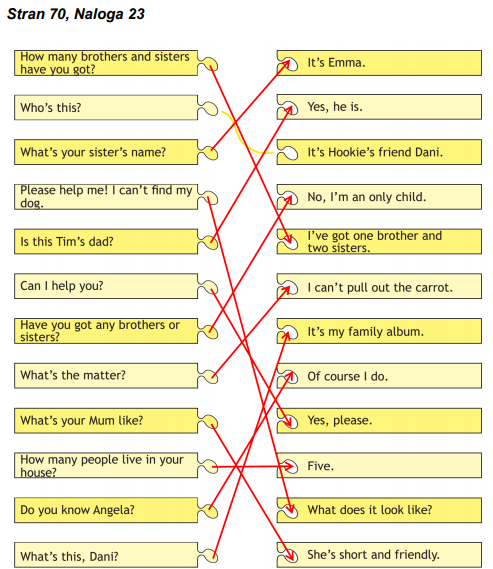 Stran 70, Naloga 23
How many brothers and sisters
have you got?
It's Emma.
Who's this?
Yes, he is.
What's your sister's name?
It's Hookie's friend Dani.
Please help me! I can't find my
dog.
No, I'm an only child.
Is this Tim's dad?
I've got one brother and
two sisters.
Can I help you?
I can't pull out the carrot.
Have you got any brothers or
sisters?
It's my family album.
What's the matter?
Of course I do.
What's your Mum like?
Yes, please.
How many people live in your
house?
Five.
Do you know Angela?
What does it look like?
What's this, Dani?
She's short and friendly.